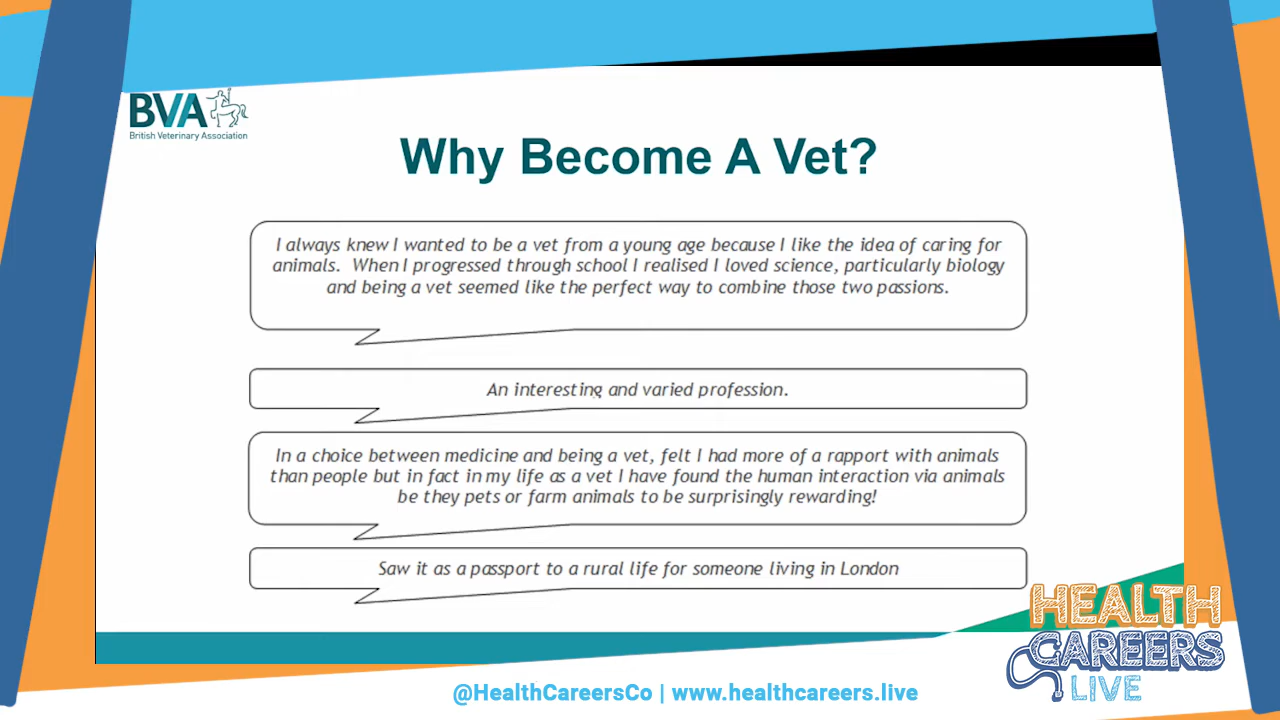 BVA
British Veterinary Association
Why Become A Vet?
I always knew I wanted to be a vet from a young age because I like the idea of caring for
animals. When I progressed through school I realised I loved science, particularly biology
and being a vet seemed like the perfect way to combine those two passions.
An interesting and varied profession.
In a choice between medicine and being a vet, felt I had more of a rapport with animals
than people but in fact in my life as a vet I have found the human interaction via animals
be they pets or farm animals to be surprisingly rewarding!
Saw it as a passport to a rural life for someone living in London
HEALTH
CAREERS
LIVE
@HealthCareersCo | www.healthcareers.live